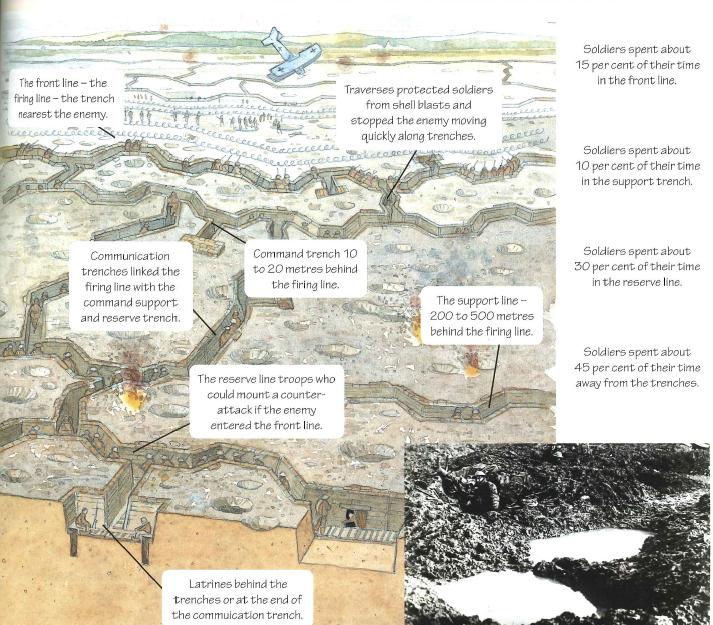 Soldiers spent about
15 per cent of their time
in the front line.
The front line – the
firing line – the trench
nearest the enemy.
Traverses protected soldiers
from shell blasts and
stopped the enemy moving
quickly along trenches.
Soldiers spent about
10 per cent of their time
in the support trench.
Communication
trenches linked the
firing line with the
command support
and reserve trench.
Command trench 10
to 20 metres behind
the firing line.
Soldiers spent about
30 per cent of their time
in the reserve line.
The support line –
200 to 500 metres
behind the firing line.
Soldiers spent about
45 per cent of their time
away from the trenches.
The reserve line troops who
could mount a counter-
attack if the enemy
entered the front line.
Latrines behind the
trenches or at the end of
the commuication trench.